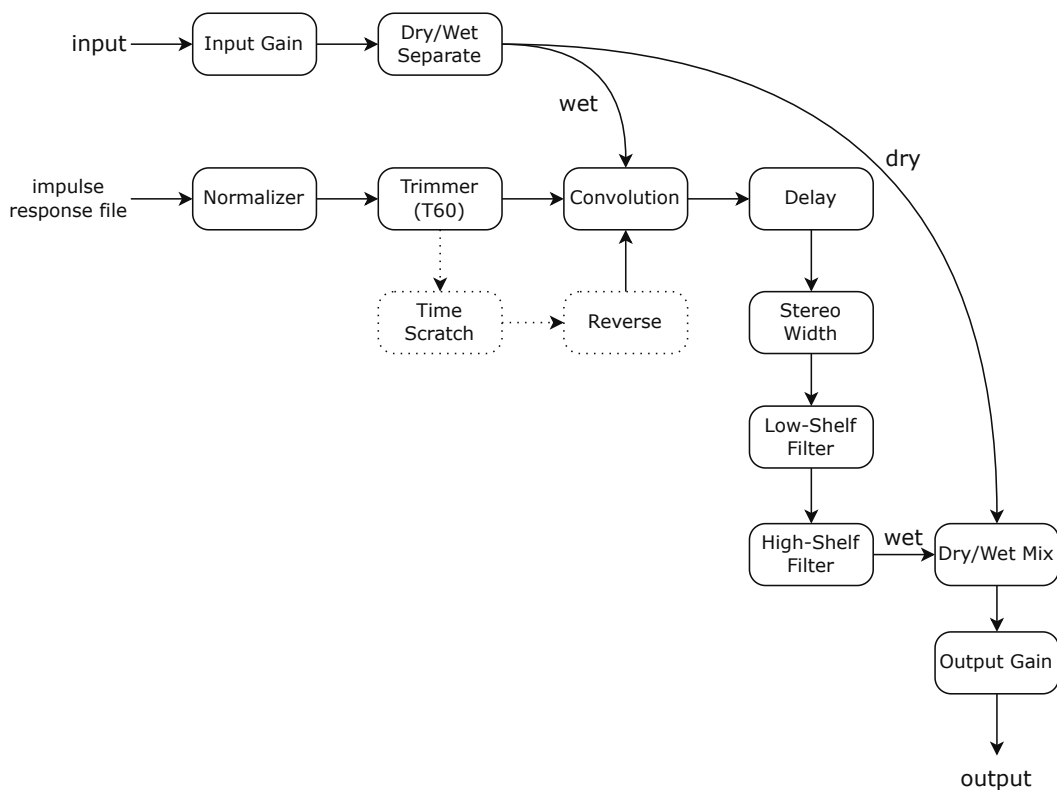 input
Input Gain
Dry/Wet
Separate
wet
dry
impulse
response file
Normalizer
Trimmer
(T60)
Convolution
Delay
Time
Scratch
Reverse
Stereo
Width
Low-Shelf
Filter
High-Shelf
Filter
wet
Dry/Wet Mix
Output Gain
output